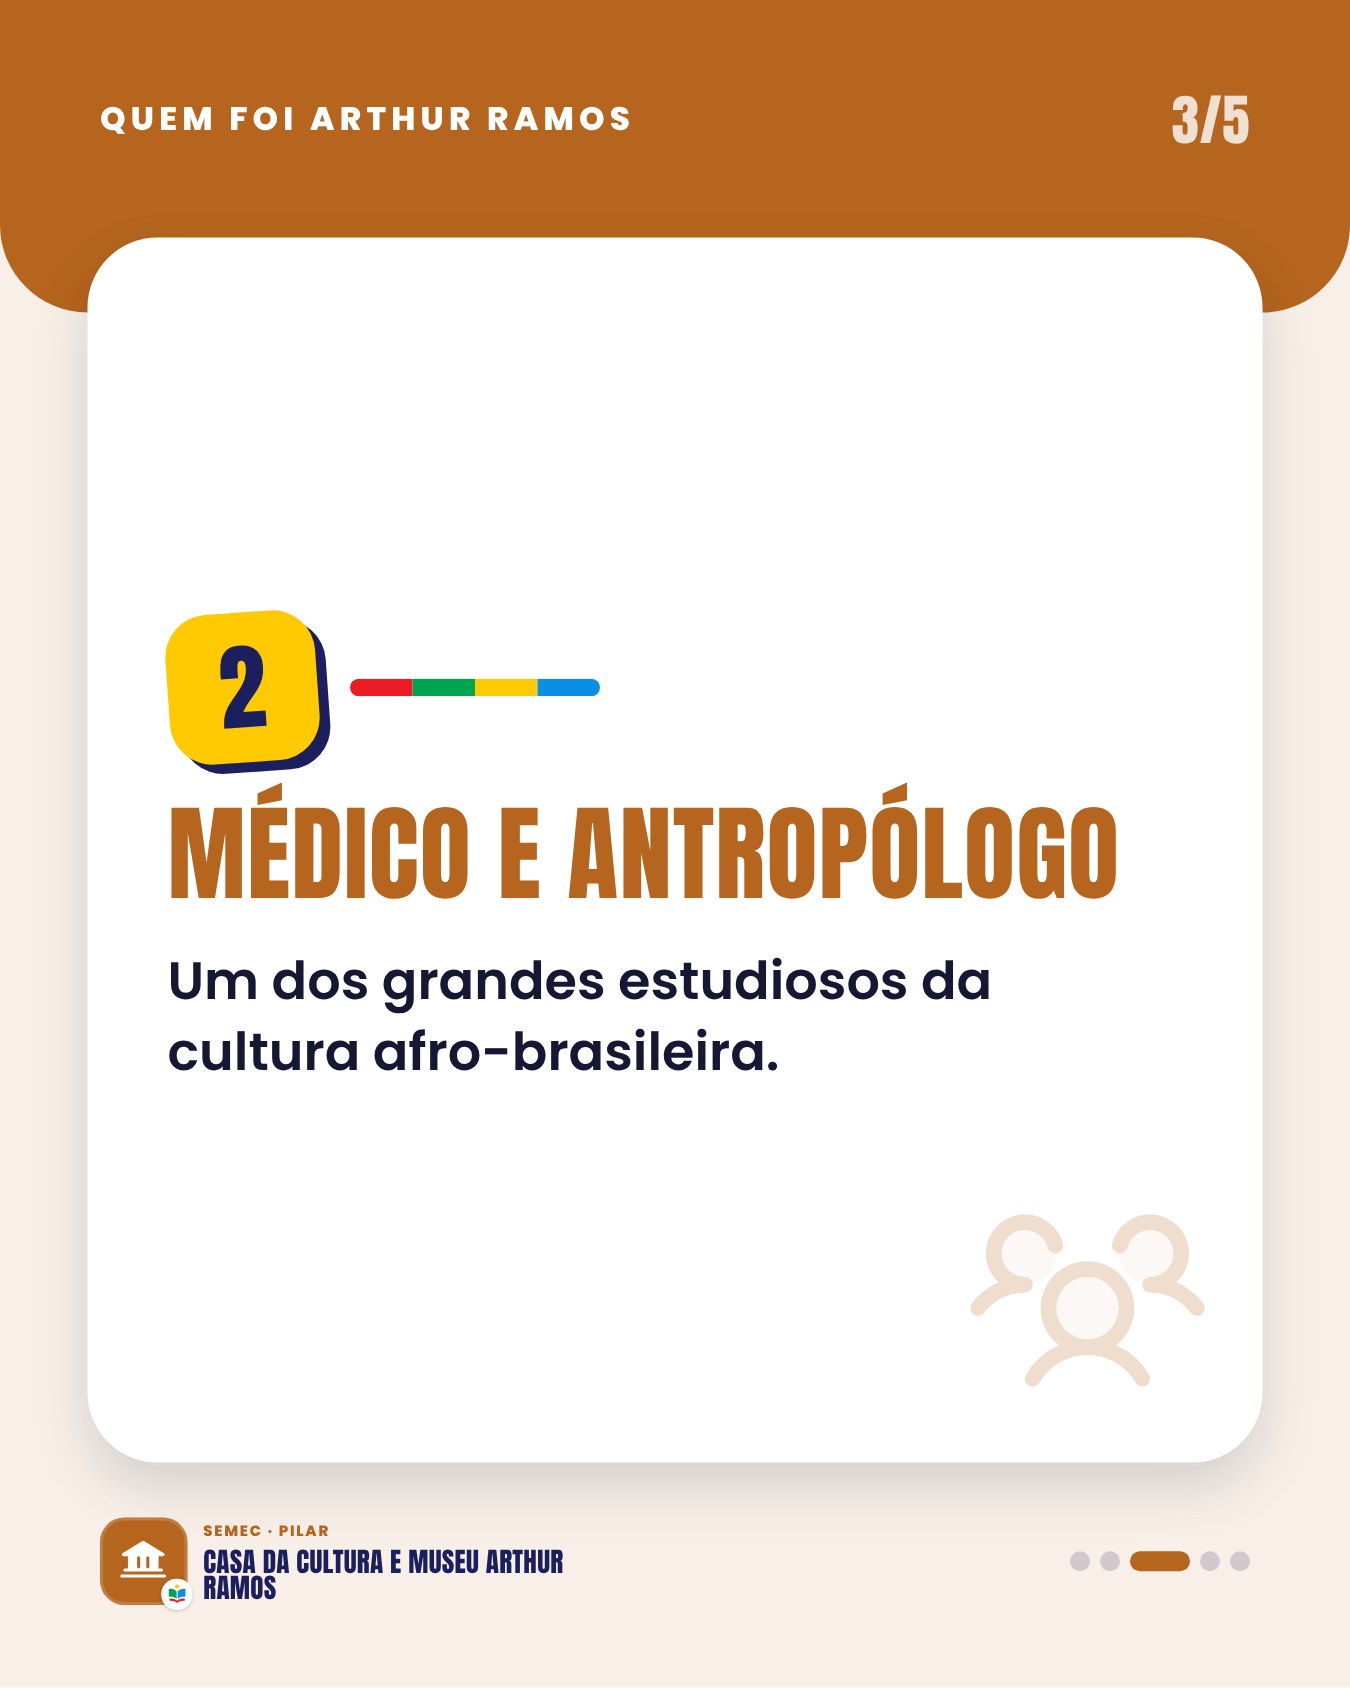 QUEM FOI ARTHUR RAMOS
3/5
2
MÉDICO E ANTROPÓLOGO
Um dos grandes estudiosos da
cultura afro-brasileira.
SEMEC · PILAR
CASA DA CULTURA E MUSEU ARTHUR
RAMOS